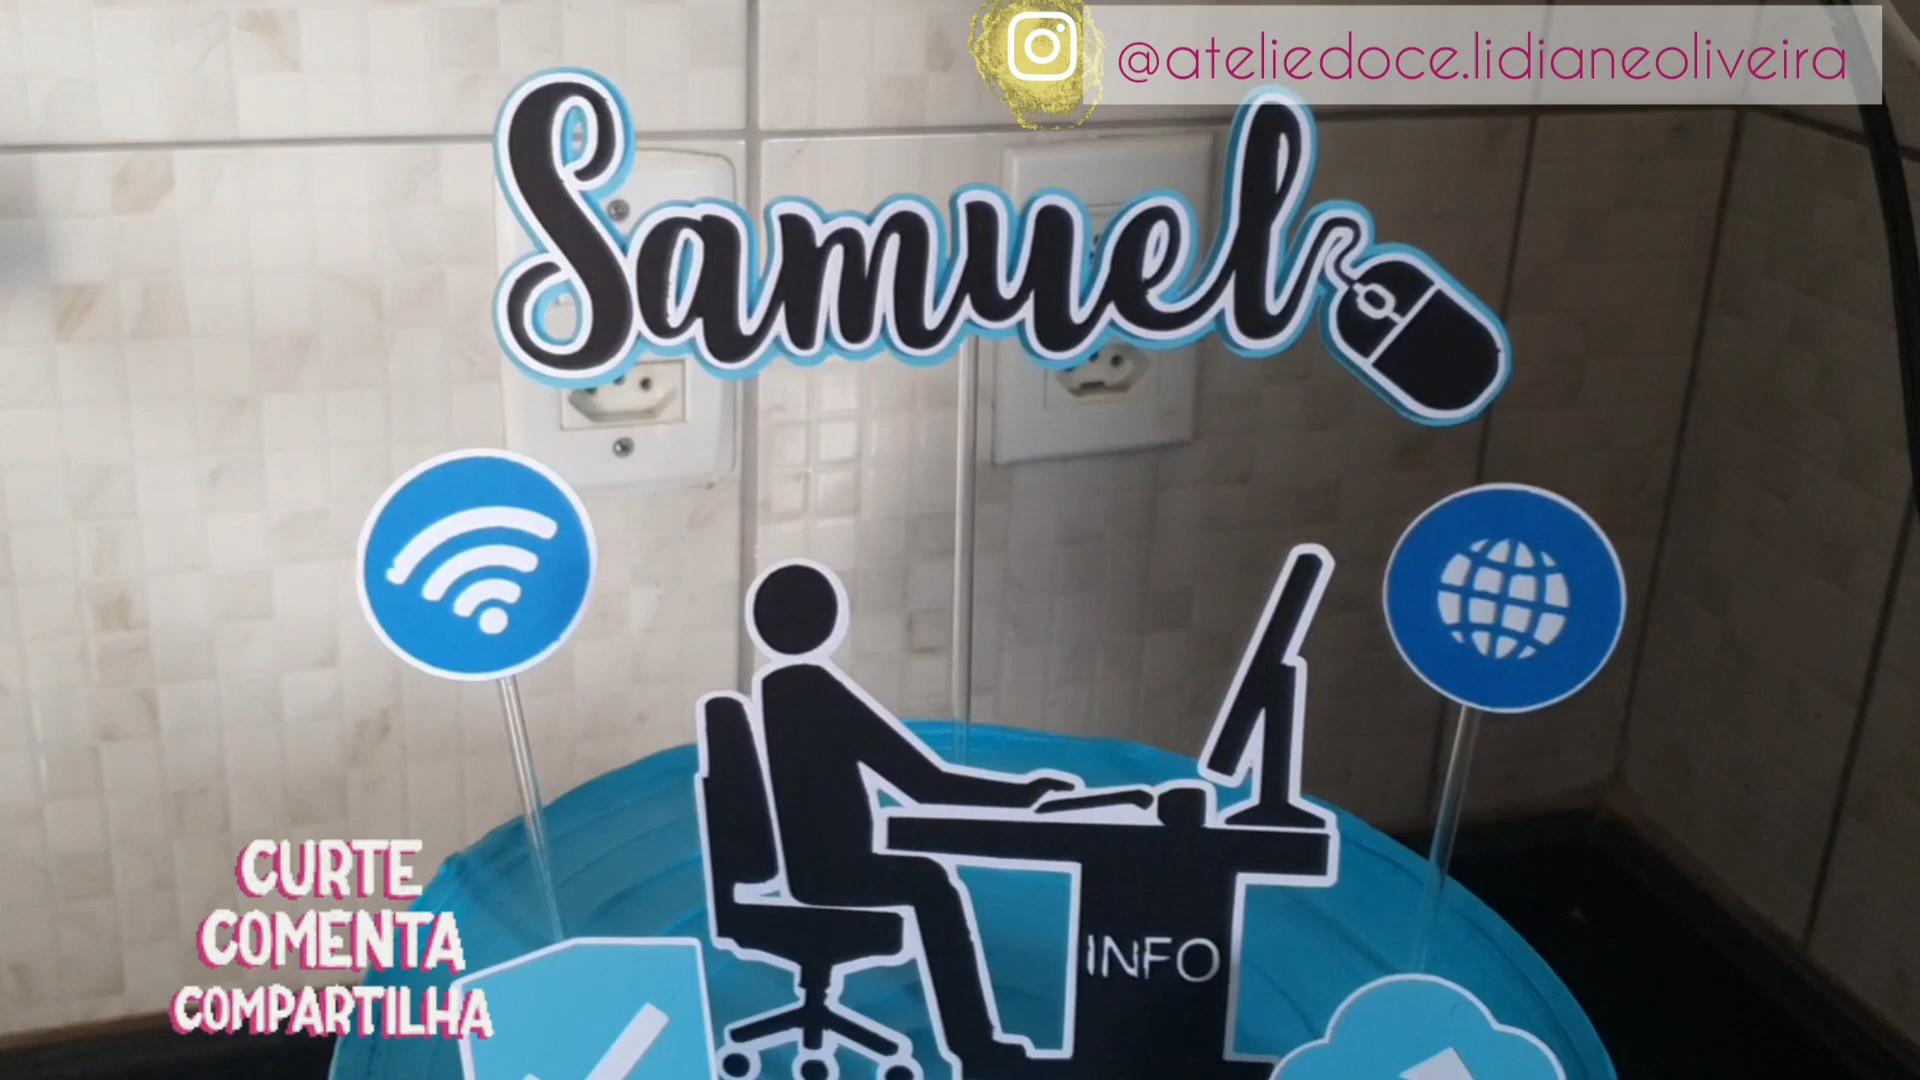 @ateliedoce.lidianeoliveira
Samuel
INFO
CURTE
COMENTA
COMPARTILHA